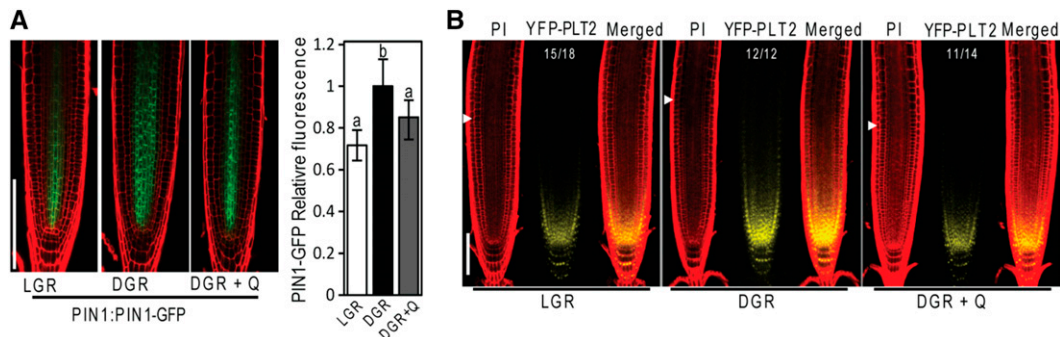 A
LGR
DGR
DGR + Q
PIN1:PIN1-GFP
PIN1-GFP Relativre fluorescence
1.2
1
0.8
0.6
0.4
0.2
0
a
b
a
LGR
DGR
DGR+Q
B
PI YFP-PLT2 Merged
15/18
PI YFP-PLT2 Merged
12/12
PI YFP-PLT2 Merged
11/14
LGR
DGR
DGR + Q